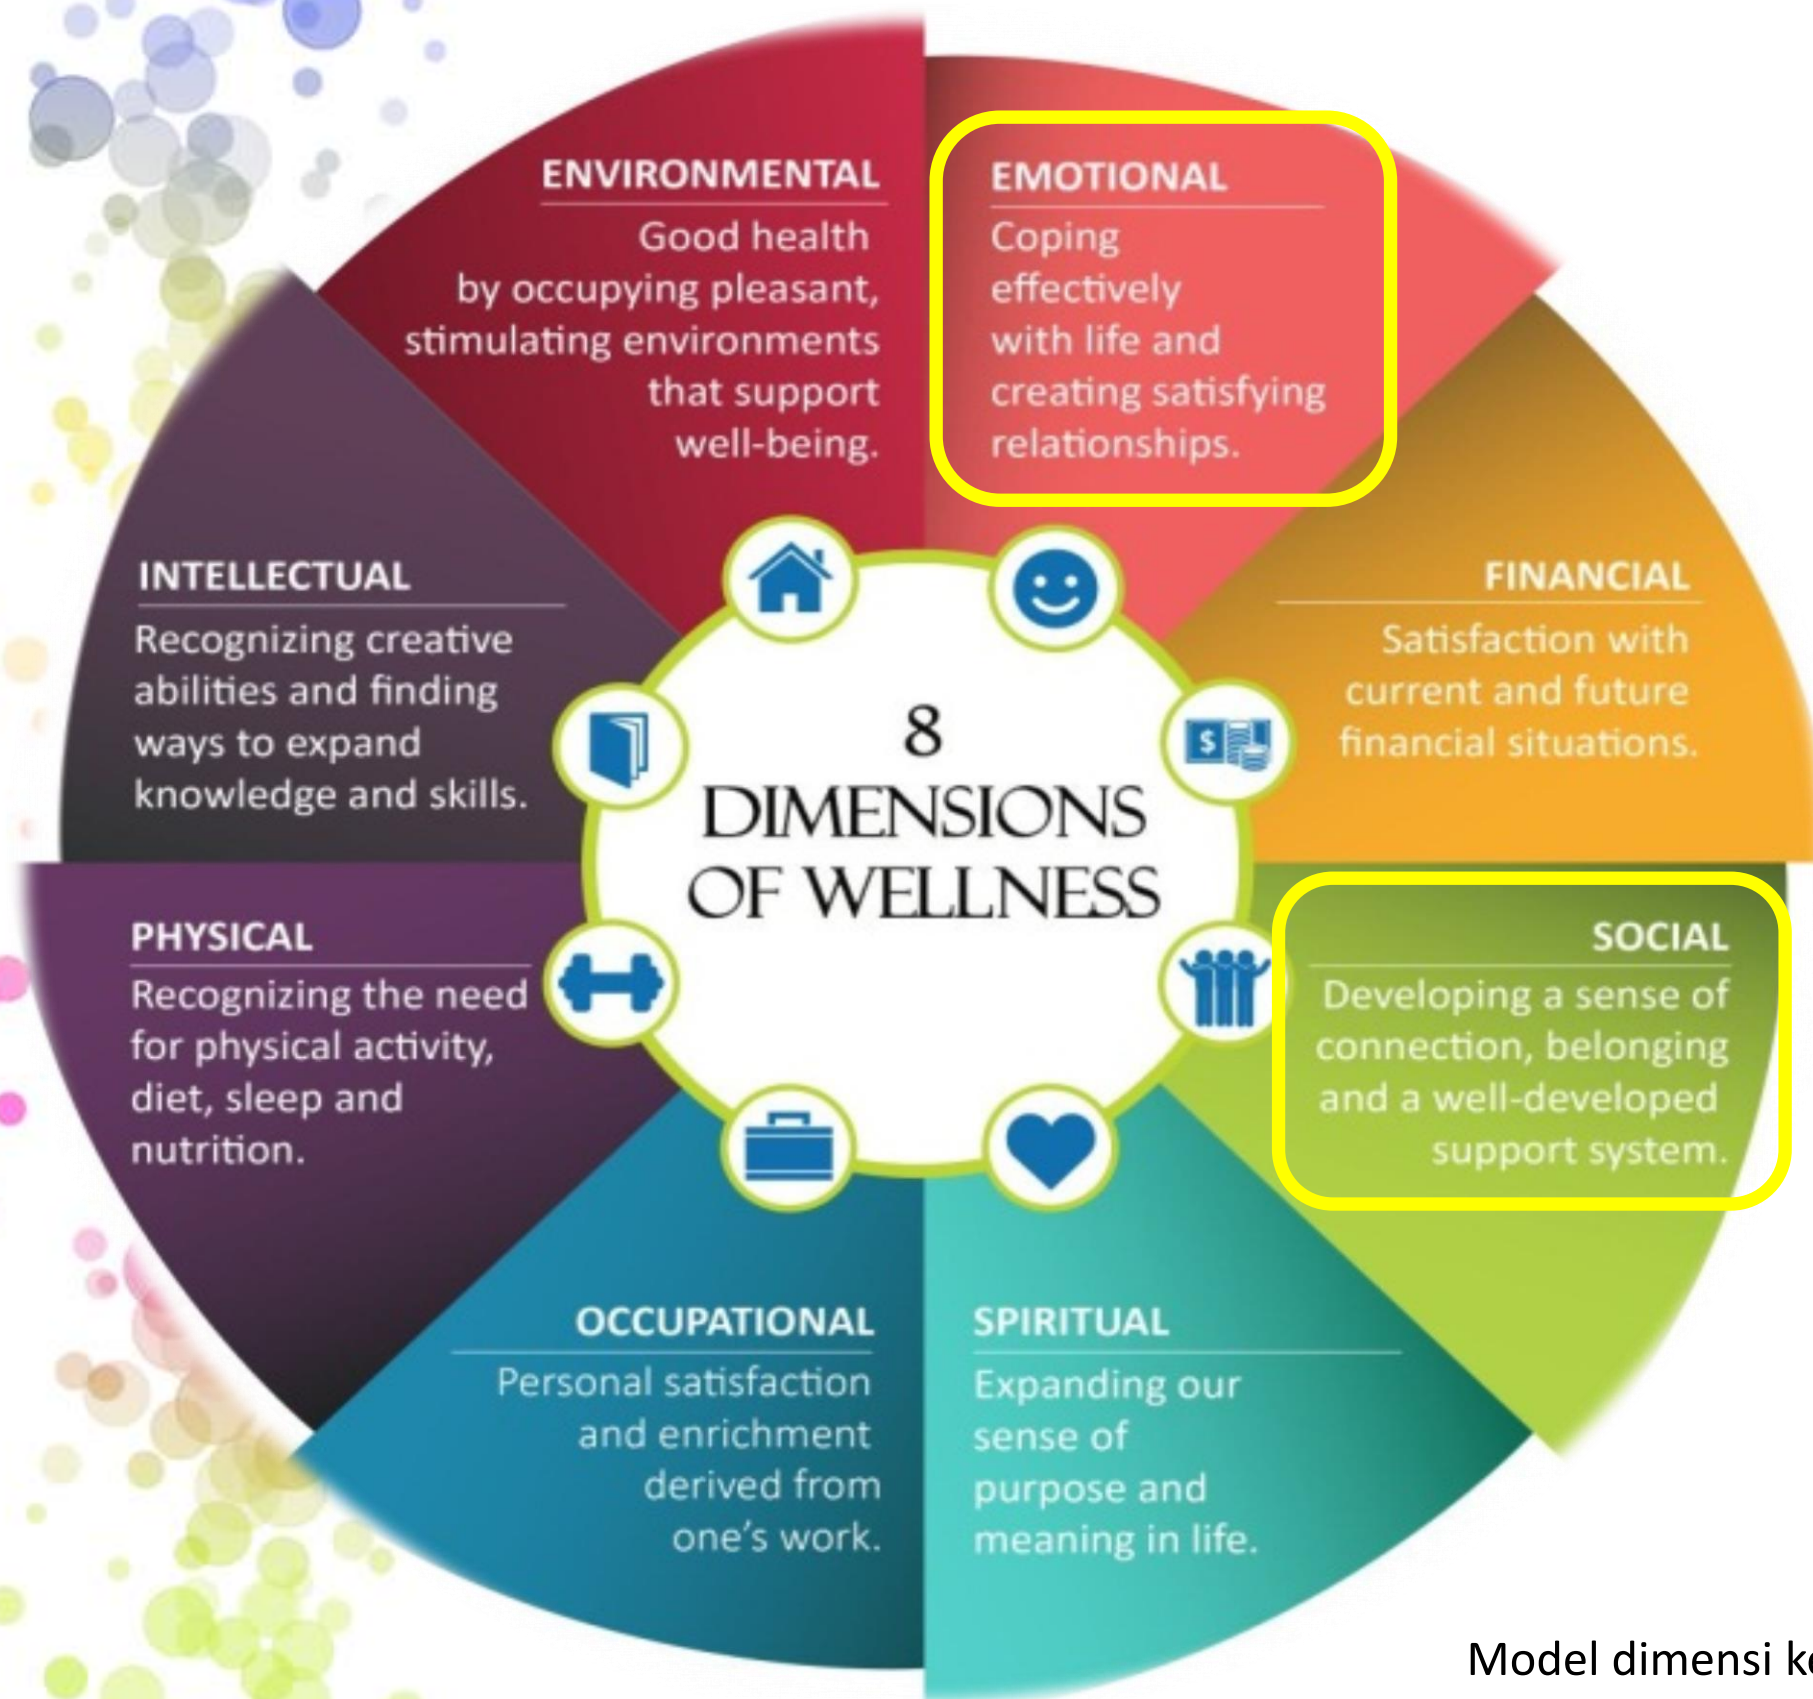 ENVIRONMENTAL
Good health
by occupying pleasant,
stimulating environments
that support
well-being.
EMOTIONAL
Coping
effectively
with life and
creating satisfying
relationships.
INTELLECTUAL
Recognizing creative
abilities and finding
ways to expand
knowledge and skills.
FINANCIAL
Satisfaction with
current and future
financial situations.
$
8
DIMENSIONS
OF WELLNESS
PHYSICAL
Recognizing the need
for physical activity,
diet, sleep and
nutrition.
SOCIAL
Developing a sense of
connection, belonging
and a well-developed
support system.
OCCUPATIONAL
Personal satisfaction
and enrichment
derived from
one's work.
SPIRITUAL
Expanding our
sense of
purpose and
meaning in life.
Model dimensi